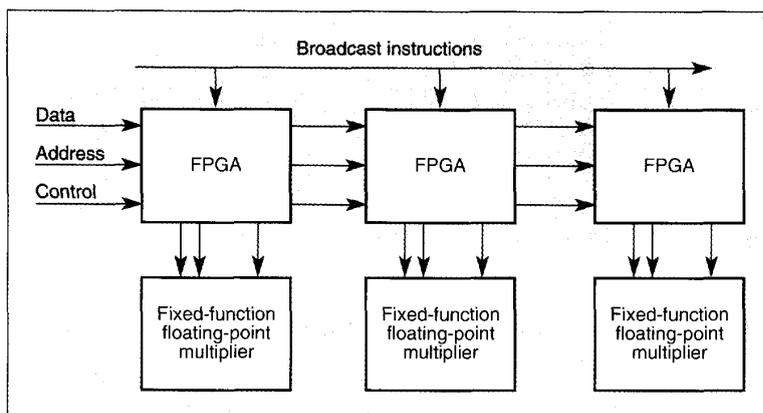 Broadcast instructions
Data
Address
Control
FPGA
FPGA
FPGA
Fixed-function
floating-point
multiplier
Fixed-function
floating-point
multiplier
Fixed-function
floating-point
multiplier